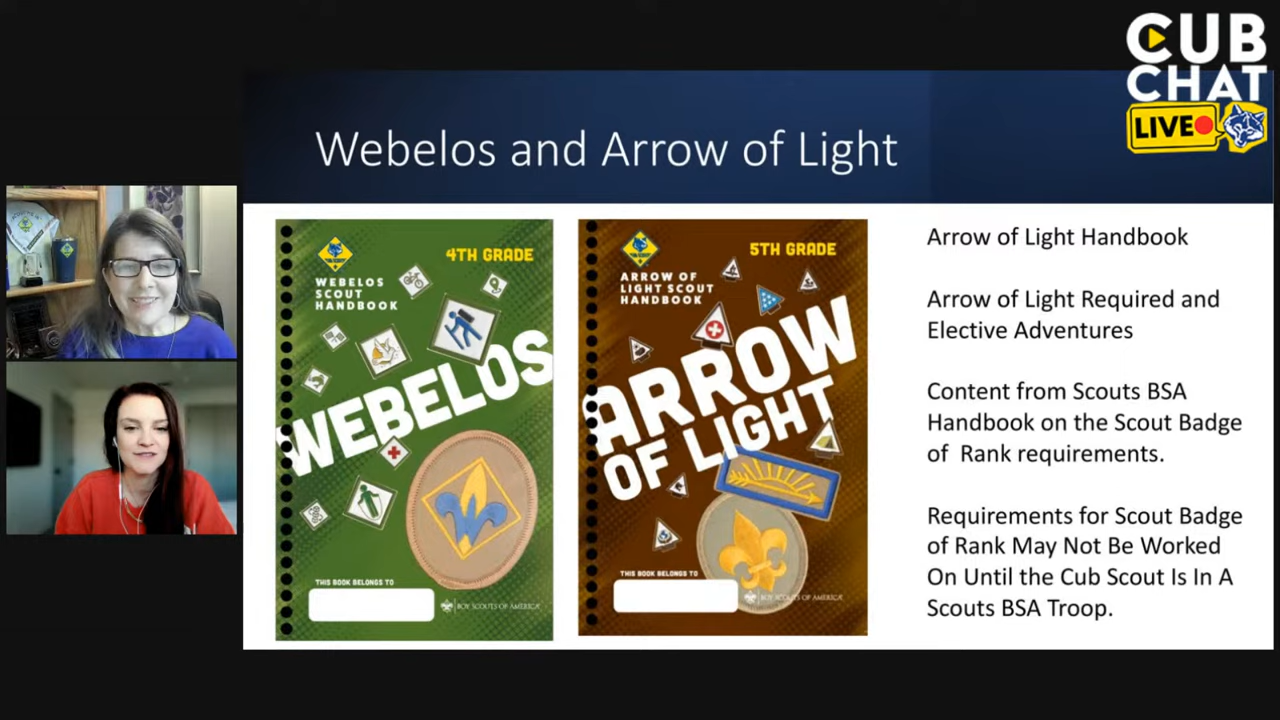 CUB
CHAT
LIVE
Webelos and Arrow of Light
4TH GRADE
WEBELOS
SCOUT
HANDBOOK
WEBELOS
THIS BOOK BELONGS TO
BOY SCOUTS OF AMERICA
5TH GRADE
ARROW OF
LIGHT SCOUT
HANDBOOK
ARROW
OF LIGHT
THIS BOOK BELONGS TO
BOY SCOUTS OF AMERICA
Arrow of Light Handbook
Arrow of Light Required and
Elective Adventures
Content from Scouts BSA
Handbook on the Scout Badge
of Rank requirements.
Requirements for Scout Badge
of Rank May Not Be Worked
On Until the Cub Scout Is In A
Scouts BSA Troop.